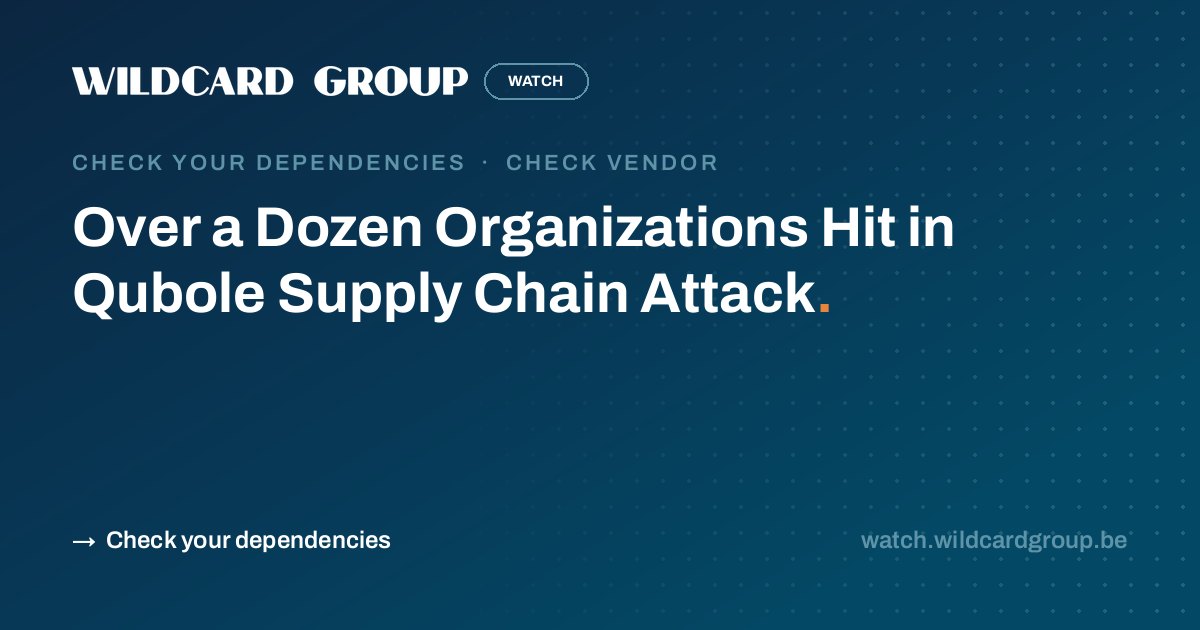 WILDCARD GROUP WATCH
CHECK YOUR DEPENDENCIES · CHECK VENDOR
Over a Dozen Organizations Hit in
Qubole Supply Chain Attack.
→ Check your dependencies
watch.wildcardgroup.be